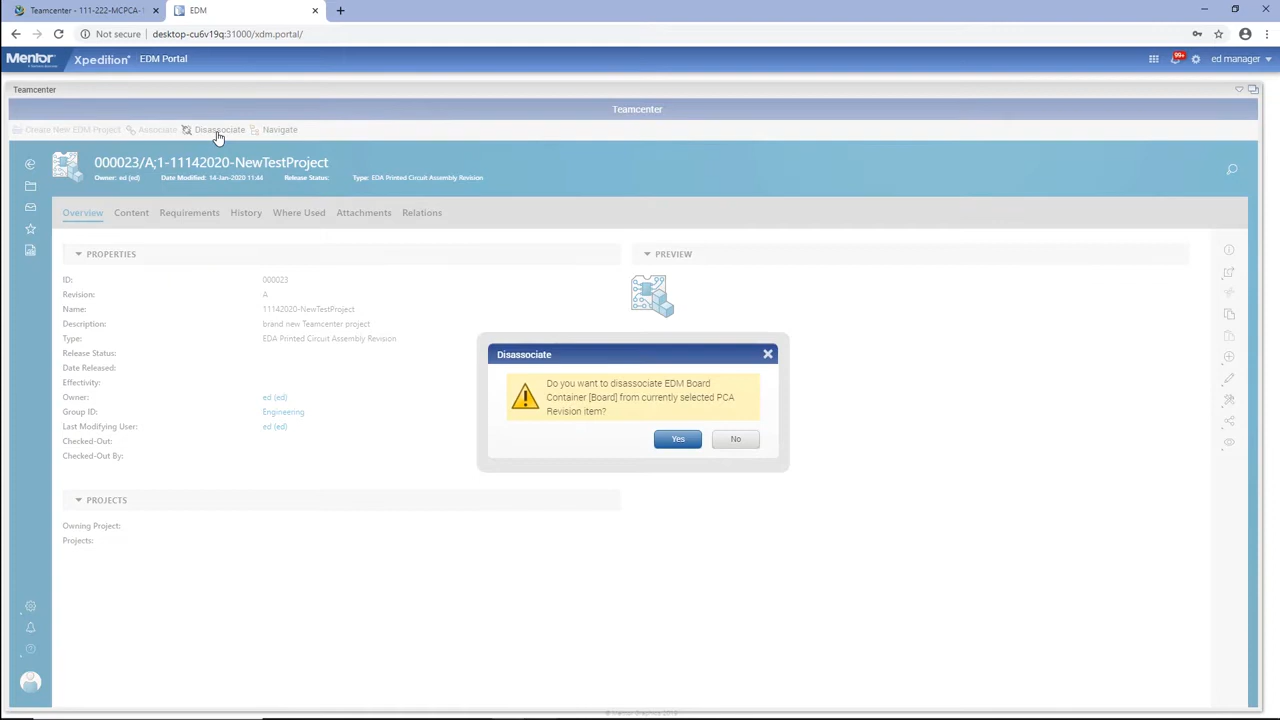 Teamcenter - 111-222-MCPCA-
EDM
Not secure desktop-cu6v19q:31000/xdm.portal/
Mentor
Xpedition
EDM Portal
99+
ed manager
Teamcenter
Teamcenter
Create New EDM Project
Associate
Disassociate
Navigate
000023/A;1-11142020-NewTestProject
Owner: ed (ed) Date Modified: 14-Jan-2020 11:44 Release Status: Type: EDA Printed Circuit Assembly Revision
Overview Content Requirements History Where Used Attachments Relations
PROPERTIES
ID: 000023
Revision: A
Name: 11142020-NewTestProject
Description: brand new Teamcenter project
Type: EDA Printed Circuit Assembly Revision
Release Status:
Date Released:
Effectivity:
Owner: ed (ed)
Group ID: Engineering
Last Modifying User: ed (ed)
Checked-Out:
Checked-Out By:
PROJECTS
Owning Project:
Projects:
PREVIEW
Disassociate
Do you want to disassociate EDM Board
Container [Board] from currently selected PCA
Revision item?
Yes
No
© Mentor Graphics 2019